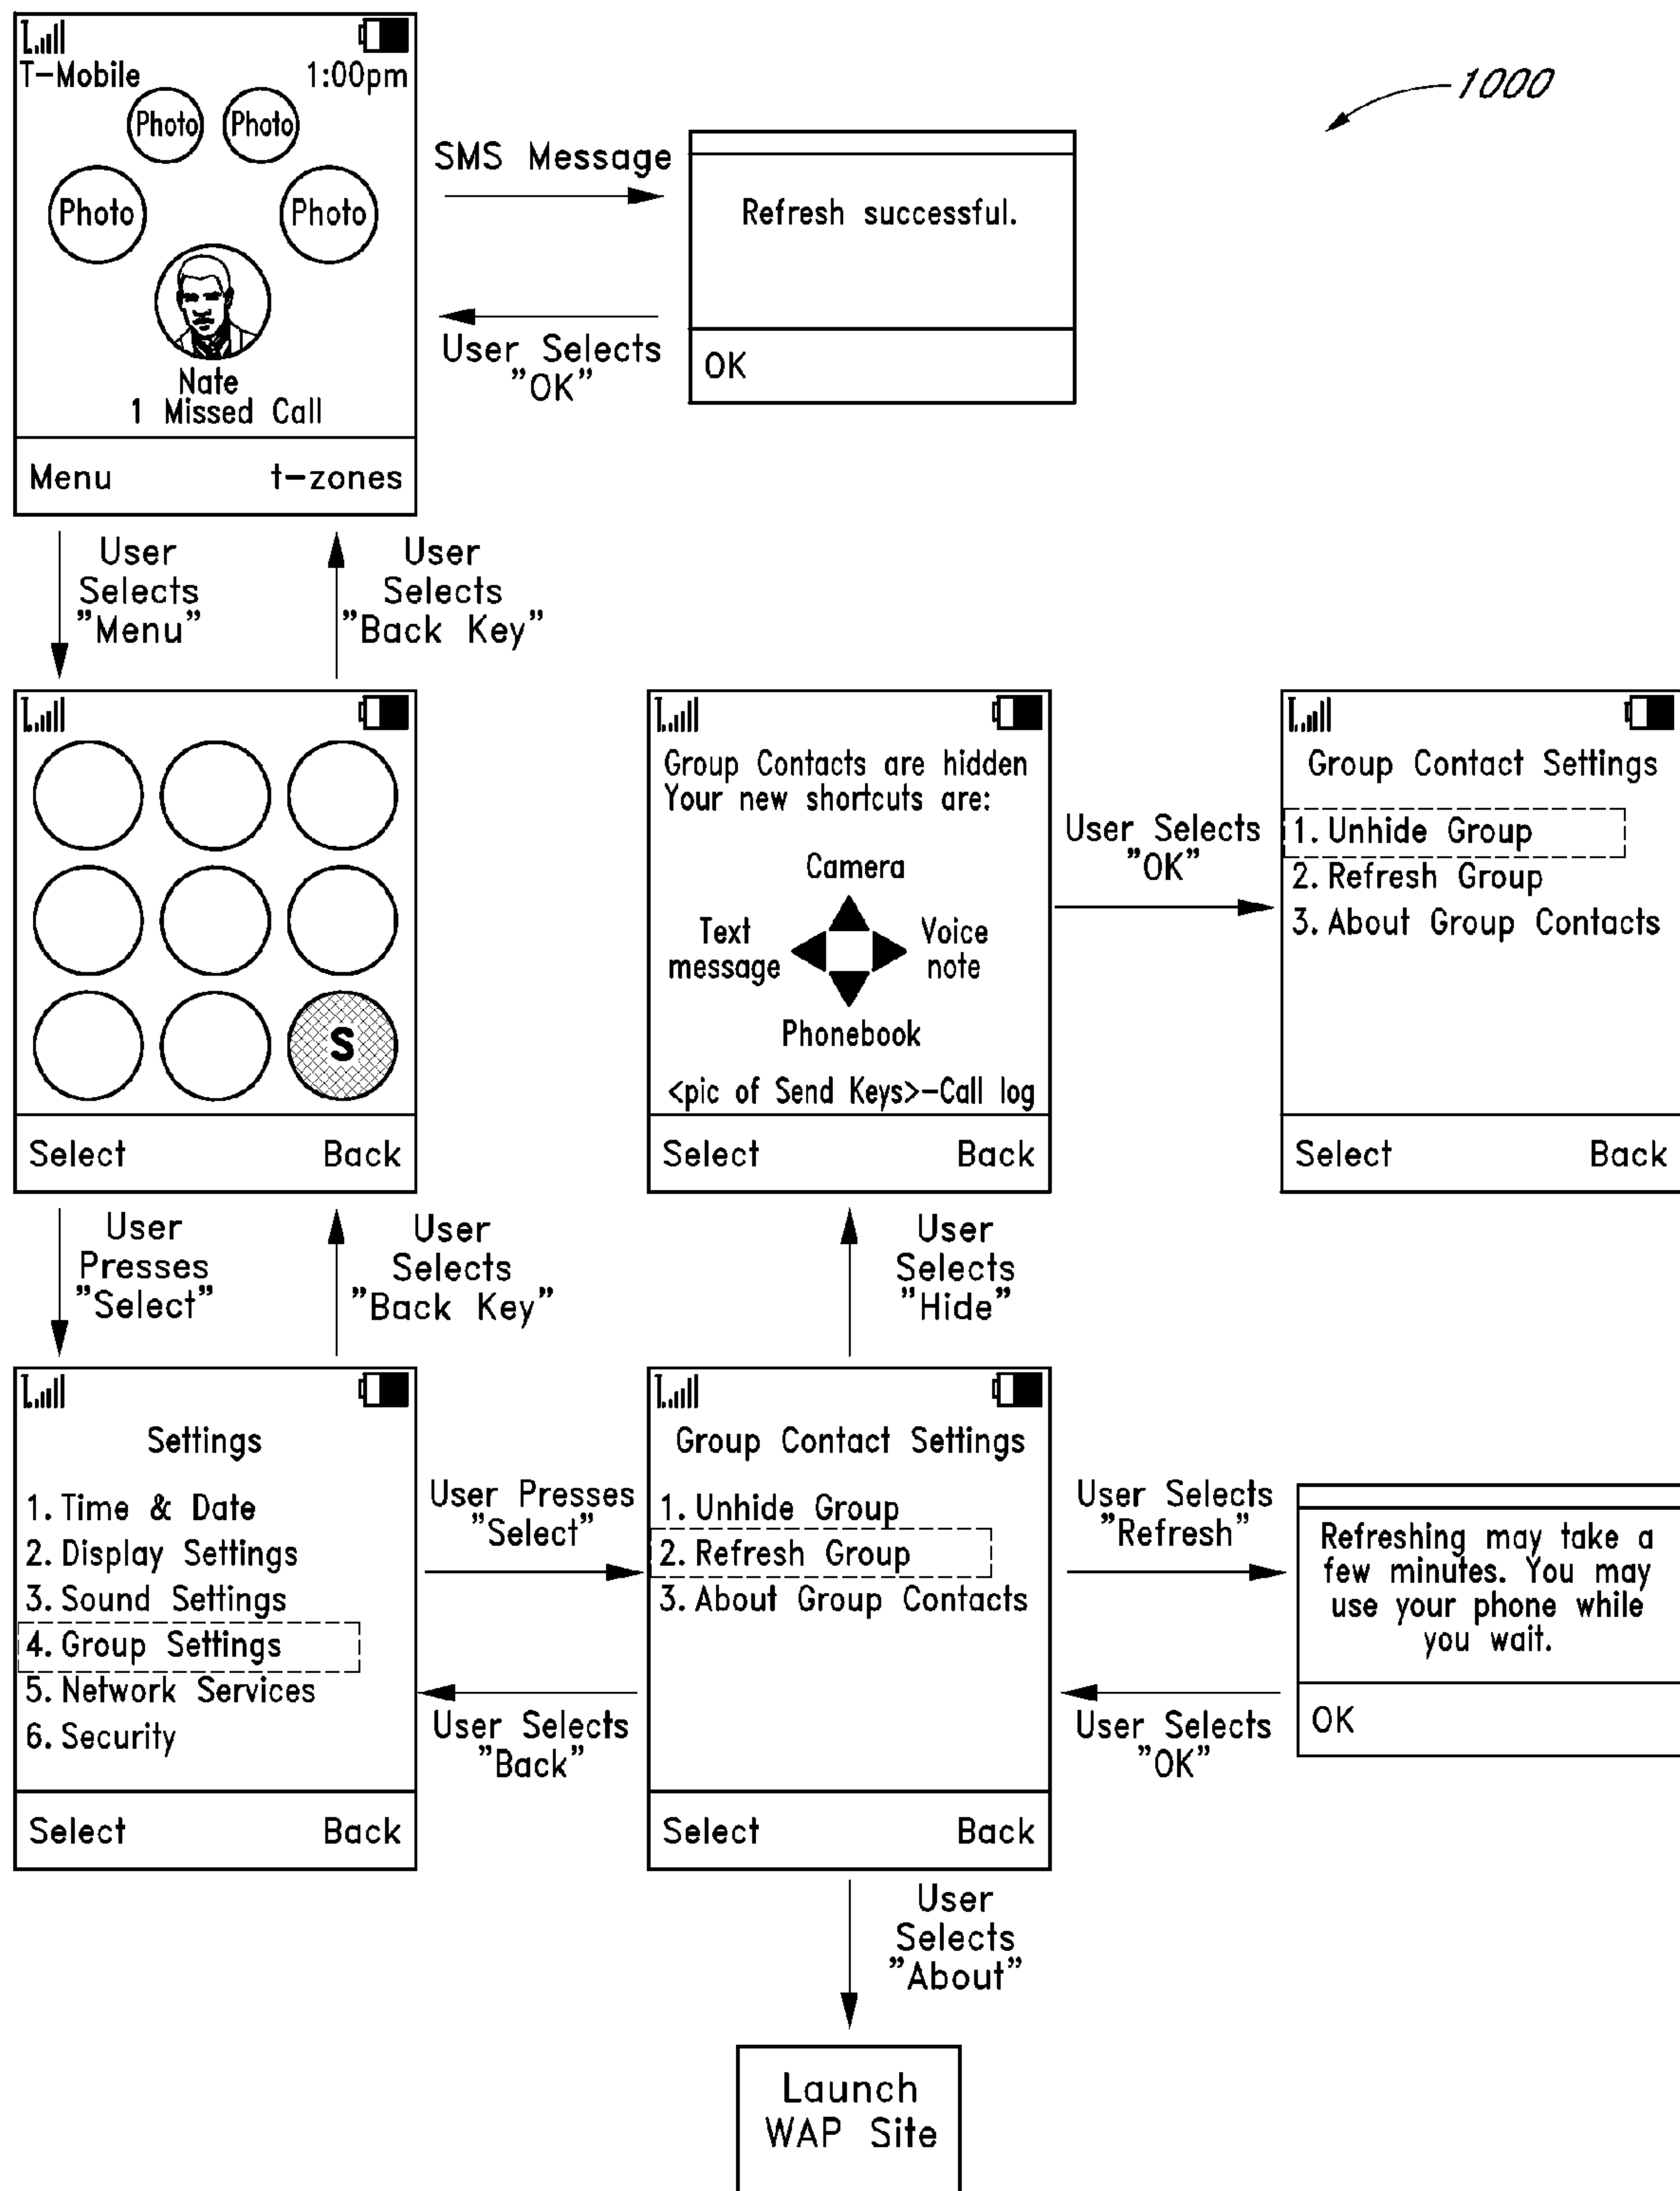 T-Mobile 1:00pm
Photo Photo
Photo Photo
Nate
1 Missed Call
Menu t-zones
SMS Message
User Selects
"OK"
Refresh successful.
OK
1000
User
Selects
"Menu"
User
Selects
"Back Key"
S
Select Back
Group Contacts are hidden
Your new shortcuts are:
Camera
Text
message
Voice
note
Phonebook
<pic of Send Keys>-Call log
Select Back
User Selects
"OK"
Group Contact Settings
1. Unhide Group
2. Refresh Group
3. About Group Contacts
Select Back
User
Presses
"Select"
User
Selects
"Back Key"
User
Selects
"Hide"
Settings
1. Time & Date
2. Display Settings
3. Sound Settings
4. Group Settings
5. Network Services
6. Security
Select Back
User Presses
"Select"
User Selects
"Back"
Group Contact Settings
1. Unhide Group
2. Refresh Group
3. About Group Contacts
Select Back
User Selects
"Refresh"
User Selects
"OK"
Refreshing may take a
few minutes. You may
use your phone while
you wait.
OK
User
Selects
"About"
Launch
WAP Site